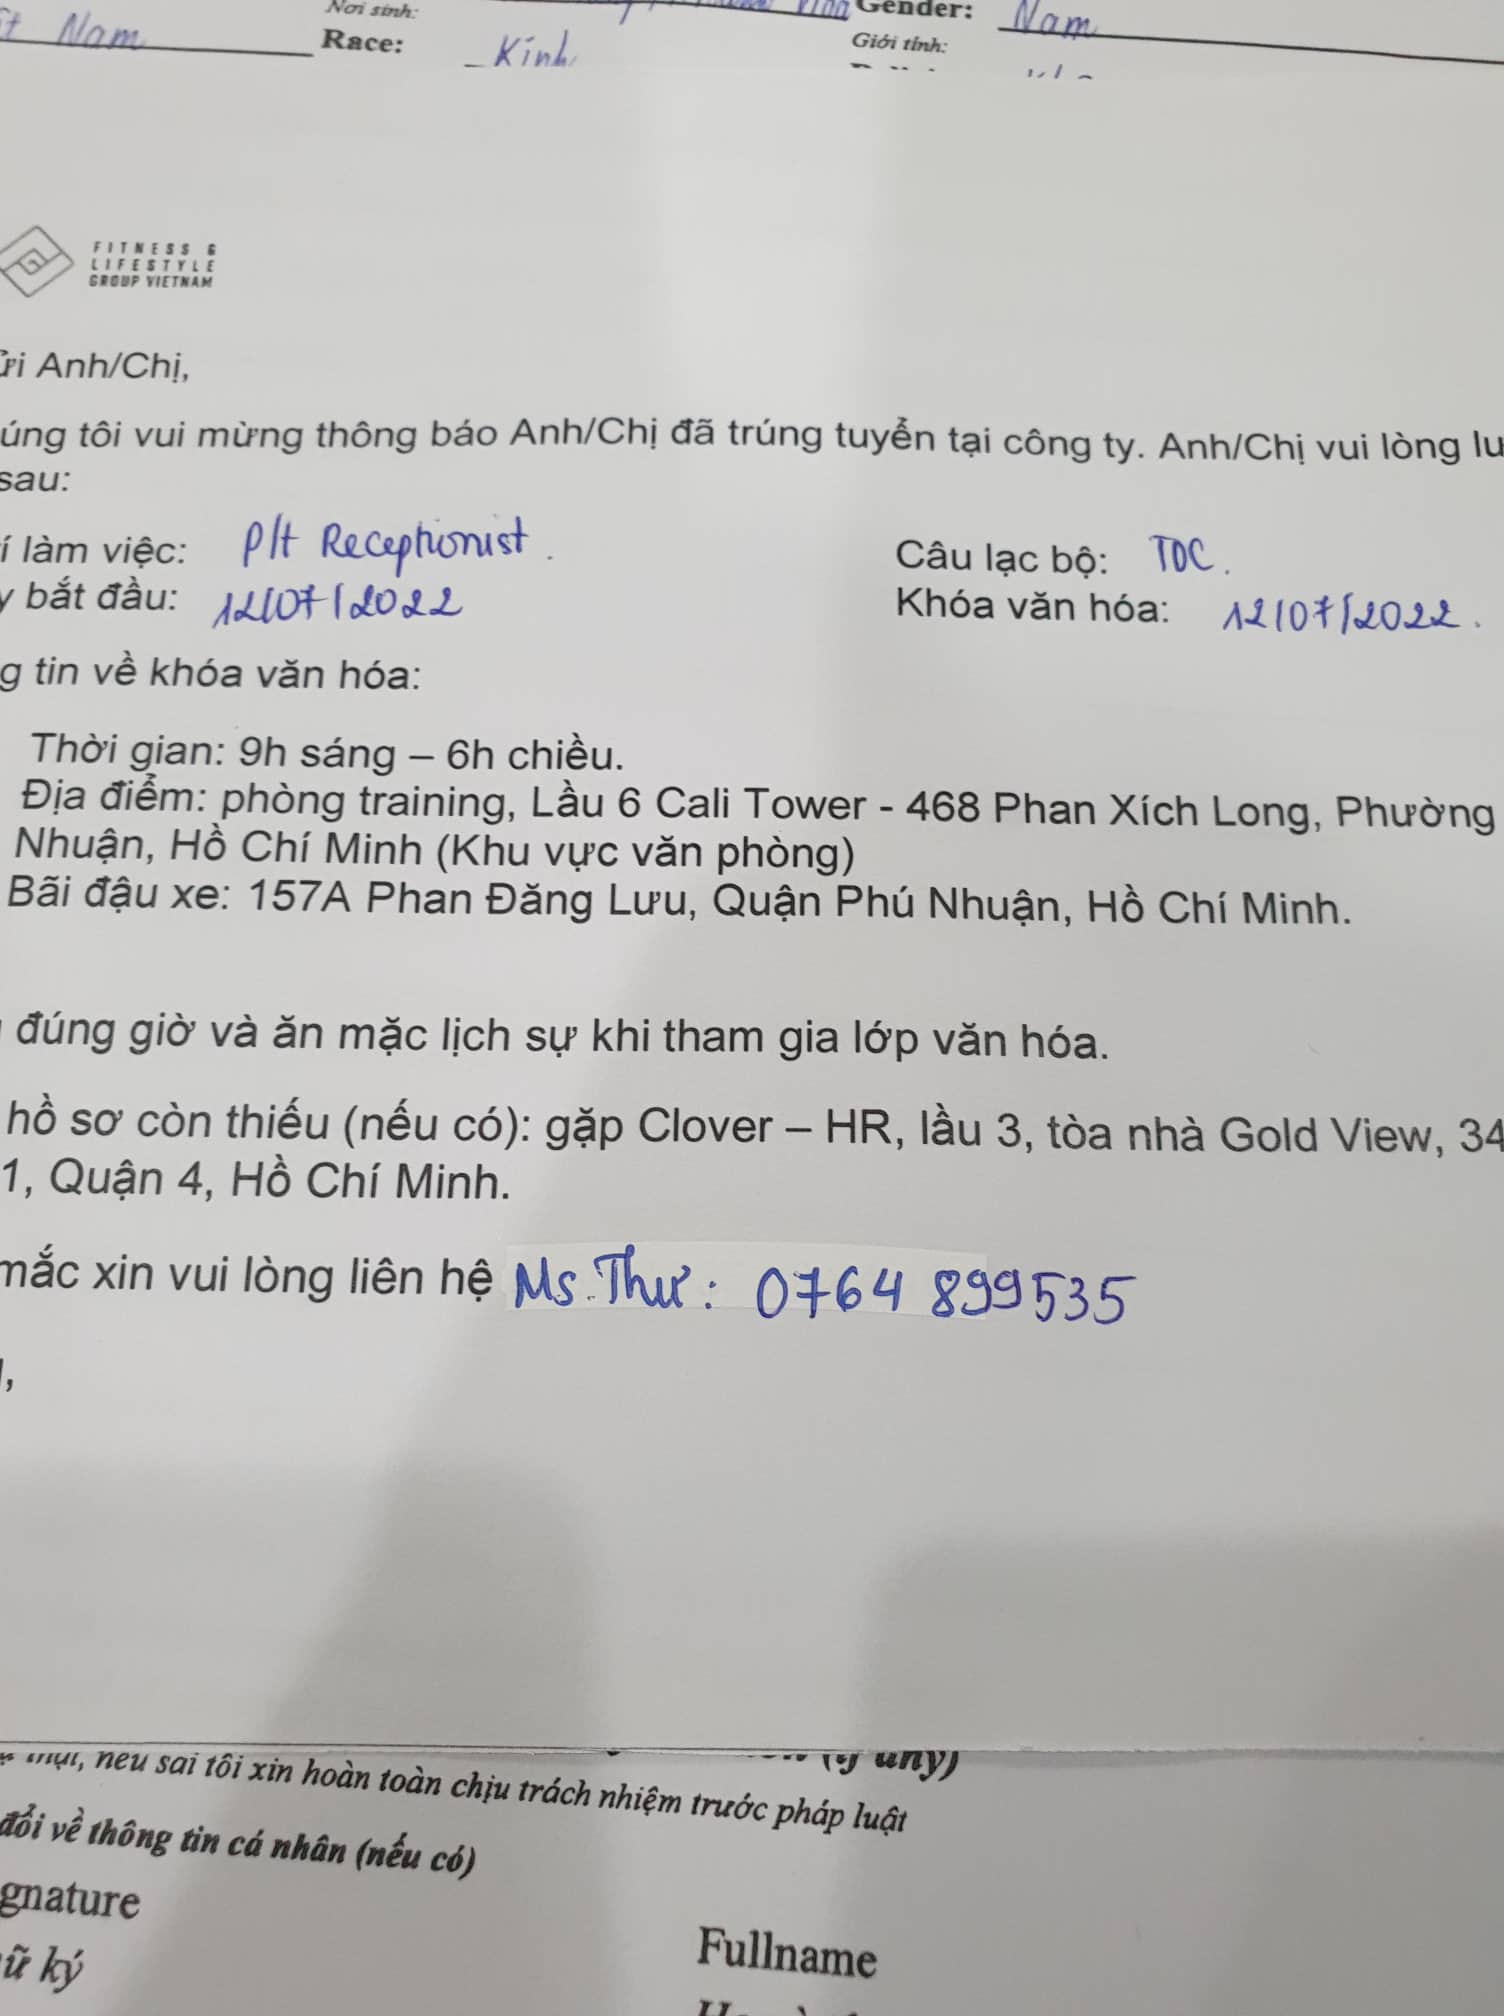 Nơi sinh:
Gender: Nam
Nam Race: Kinh Giới tính:
FITNESS &
LIFESTYLE
GROUP VIETNAM
ửi Anh/Chị,
úng tôi vui mừng thông báo Anh/Chị đã trúng tuyển tại công ty. Anh/Chị vui lòng lư
sau:
í làm việc: P/t Receptionist. Câu lạc bộ: TDC.
y bắt đầu: 12/07/2022 Khóa văn hóa: 12/07/2022.
g tin về khóa văn hóa:
Thời gian: 9h sáng – 6h chiều.
Địa điểm: phòng training, Lầu 6 Cali Tower - 468 Phan Xích Long, Phường
Nhuận, Hồ Chí Minh (Khu vực văn phòng)
Bãi đậu xe: 157A Phan Đăng Lưu, Quận Phú Nhuận, Hồ Chí Minh.
đúng giờ và ăn mặc lịch sự khi tham gia lớp văn hóa.
hồ sơ còn thiếu (nếu có): gặp Clover – HR, lầu 3, tòa nhà Gold View, 34
1, Quận 4, Hồ Chí Minh.
mắc xin vui lòng liên hệ Ms. Thư: 0764 899535
,
(if any)
thật, nếu sai tôi xin hoàn toàn chịu trách nhiệm trước pháp luật
đổi về thông tin cá nhân (nếu có)
gnature
Fullname
ữ ký